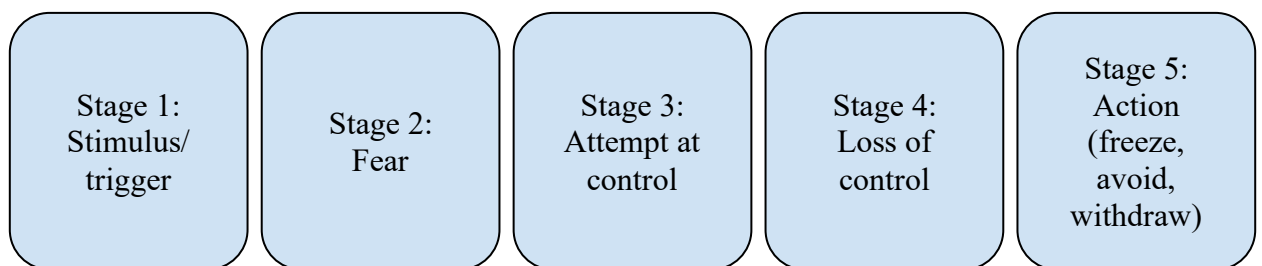 Stage 1:
Stimulus/
trigger
Stage 2:
Fear
Stage 3:
Attempt at
control
Stage 4:
Loss of
control
Stage 5:
Action
(freeze,
avoid,
withdraw)